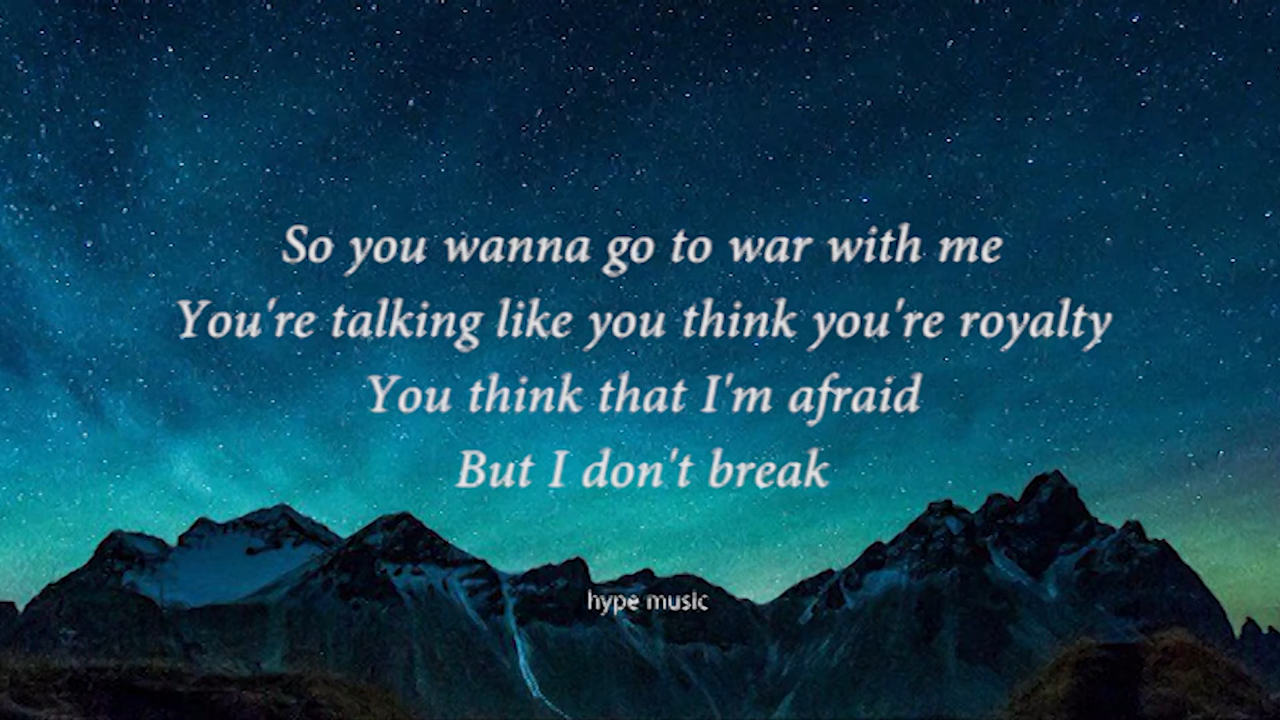 So you wanna go to war with me
You're talking like you think you're royalty
You think that I'm afraid
But I don't break
hype music